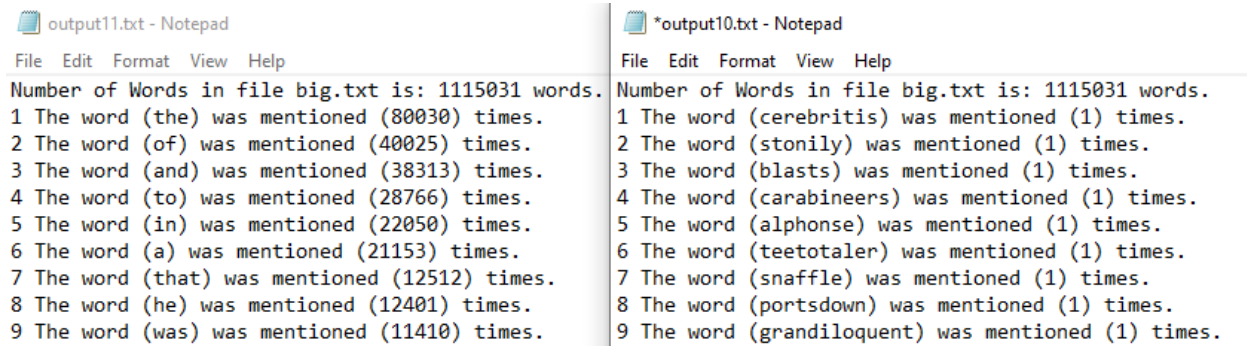 output11.txt - Notepad
File Edit Format View Help
Number of Words in file big.txt is: 1115031 words.
1 The word (the) was mentioned (80030) times.
2 The word (of) was mentioned (40025) times.
3 The word (and) was mentioned (38313) times.
4 The word (to) was mentioned (28766) times.
5 The word (in) was mentioned (22050) times.
6 The word (a) was mentioned (21153) times.
7 The word (that) was mentioned (12512) times.
8 The word (he) was mentioned (12401) times.
9 The word (was) was mentioned (11410) times.
*output10.txt - Notepad
File Edit Format View Help
Number of Words in file big.txt is: 1115031 words.
1 The word (cerebritis) was mentioned (1) times.
2 The word (stonily) was mentioned (1) times.
3 The word (blasts) was mentioned (1) times.
4 The word (carabineers) was mentioned (1) times.
5 The word (alphonse) was mentioned (1) times.
6 The word (teetotaler) was mentioned (1) times.
7 The word (snaffle) was mentioned (1) times.
8 The word (portsdown) was mentioned (1) times.
9 The word (grandiloquent) was mentioned (1) times.